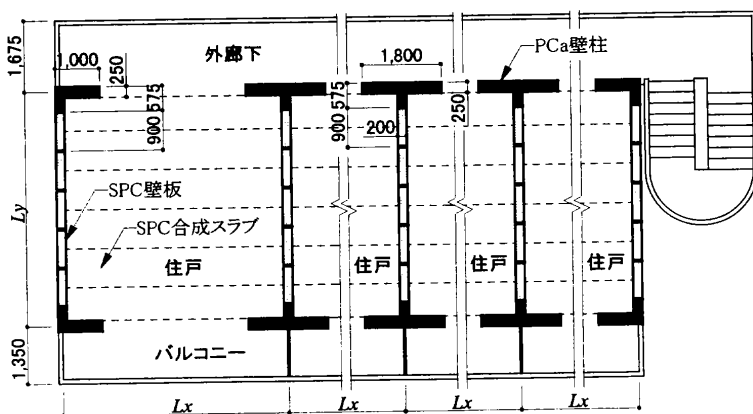 外廊下
PCa壁柱
1,675
1,000
250
1,800
575
900
575
900
200
250
SPC壁板
SPC合成スラブ
Ly
住戸
住戸
住戸
住戸
バルコニー
1,350
Lx
Lx
Lx
Lx